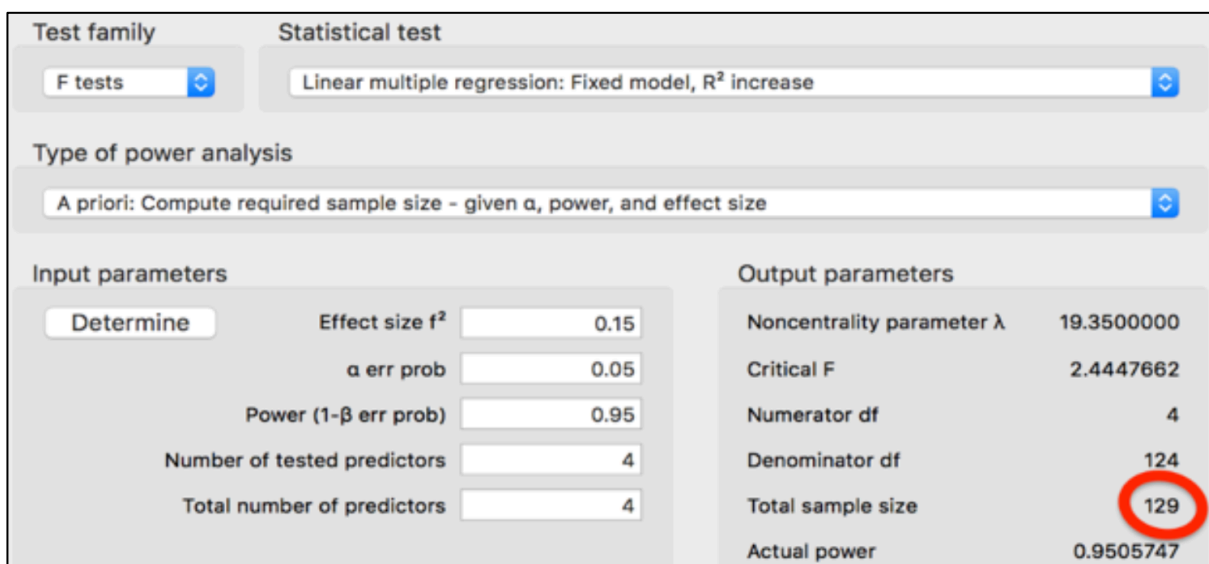 Test family Statistical test
F tests Linear multiple regression: Fixed model, R² increase
Type of power analysis
A priori: Compute required sample size - given α, power, and effect size
Input parameters Output parameters
Determine Effect size f² 0.15 Noncentrality parameter λ 19.3500000
α err prob 0.05 Critical F 2.4447662
Power (1-β err prob) 0.95 Numerator df 4
Number of tested predictors 4 Denominator df 124
Total number of predictors 4 Total sample size 129
Actual power 0.9505747